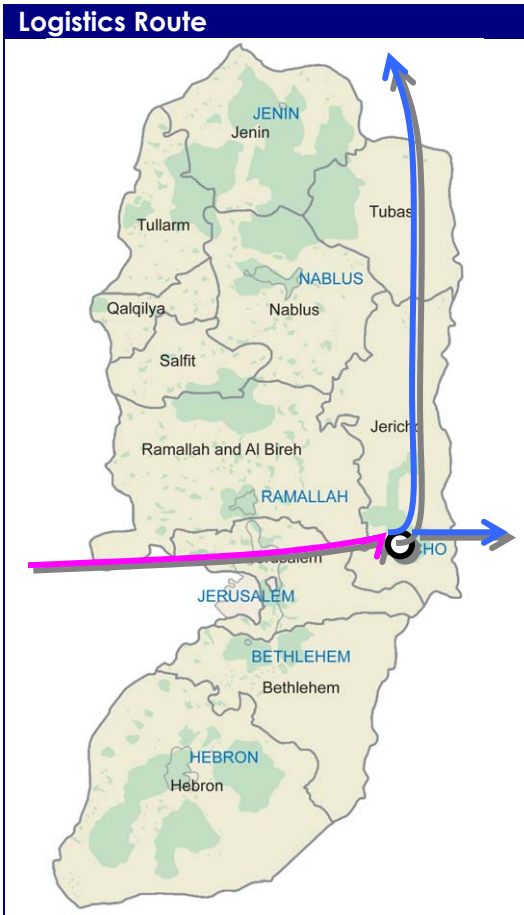 Logistics Route
JENIN
Jenin
Tubas
Tullarm
NABLUS
Qalqilya
Nablus
Salfit
Ramallah and Al Bireh
RAMALLAH
JERUSALEM
BETHLEHEM
Bethlehem
HEBRON
Hebron